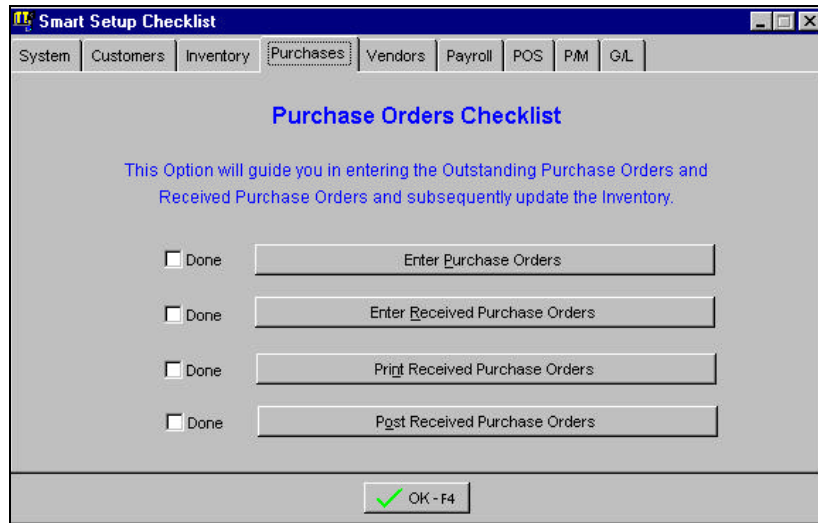 Smart Setup Checklist
System Customers Inventory Purchases Vendors Payroll POS P/M G/L
Purchase Orders Checklist
This Option will guide you in entering the Outstanding Purchase Orders and
Received Purchase Orders and subsequently update the Inventory.
Done Enter Purchase Orders
Done Enter Received Purchase Orders
Done Print Received Purchase Orders
Done Post Received Purchase Orders
OK - F4